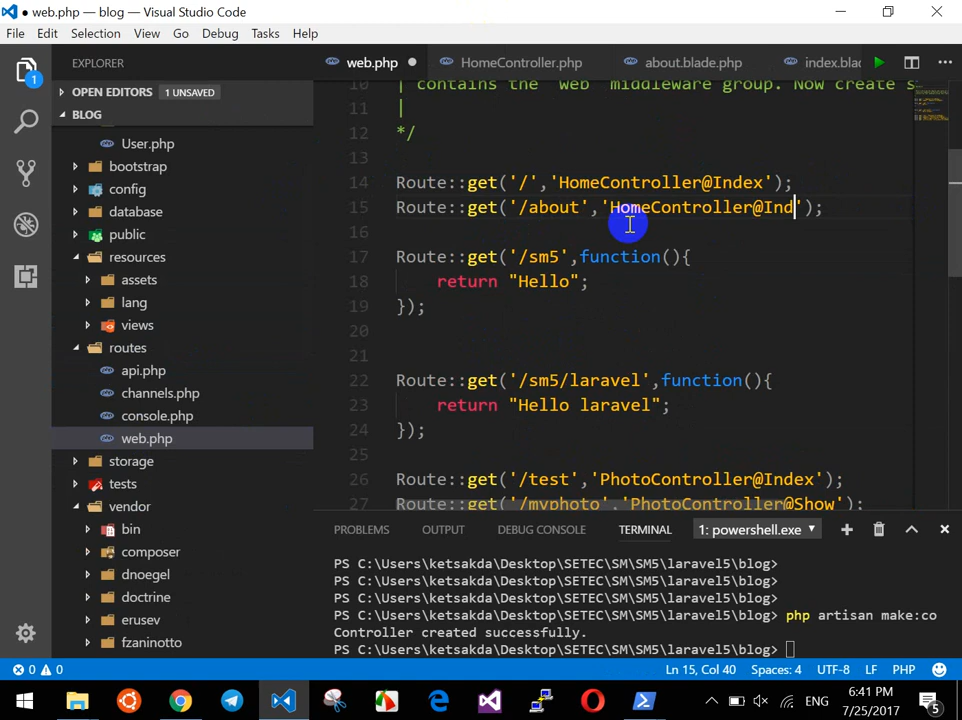 ● web.php — blog — Visual Studio Code
File Edit Selection View Go Debug Tasks Help
EXPLORER
web.php ● HomeController.php about.blade.php index.blac
1
OPEN EDITORS 1 UNSAVED
BLOG
User.php
bootstrap
config
database
public
resources
assets
lang
views
routes
api.php
channels.php
console.php
web.php
storage
tests
vendor
bin
composer
dnoegel
doctrine
erusev
fzaninotto
10 | contains the "web" middleware group. Now create s
11 |
12 */
13
14 Route::get('/','HomeController@Index');
15 Route::get('/about','HomeController@Ind');
16
17 Route::get('/sm5',function(){
18 return "Hello";
19 });
20
21
22 Route::get('/sm5/laravel',function(){
23 return "Hello laravel";
24 });
25
26 Route::get('/test','PhotoController@Index');
27 Route::get('/myphoto','PhotoController@Show');
PROBLEMS OUTPUT DEBUG CONSOLE TERMINAL 1: powershell.exe
PS C:\Users\ketsakda\Desktop\SETEC\SM\SM5\laravel5\blog>
PS C:\Users\ketsakda\Desktop\SETEC\SM\SM5\laravel5\blog>
PS C:\Users\ketsakda\Desktop\SETEC\SM\SM5\laravel5\blog>
PS C:\Users\ketsakda\Desktop\SETEC\SM\SM5\laravel5\blog> php artisan make:co
Controller created successfully.
PS C:\Users\ketsakda\Desktop\SETEC\SM\SM5\laravel5\blog>
0 0 Ln 15, Col 40 Spaces: 4 UTF-8 LF PHP
ENG
6:41 PM
7/25/2017
5